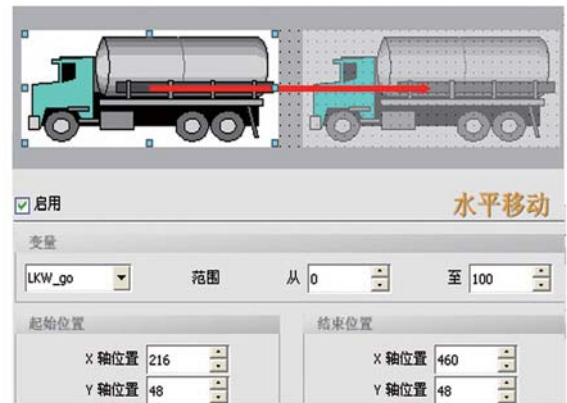 启用
水平移动
变量
LKW_go 范围 从 0 至 100
起始位置 结束位置
X 轴位置 216 X 轴位置 460
Y 轴位置 48 Y 轴位置 48